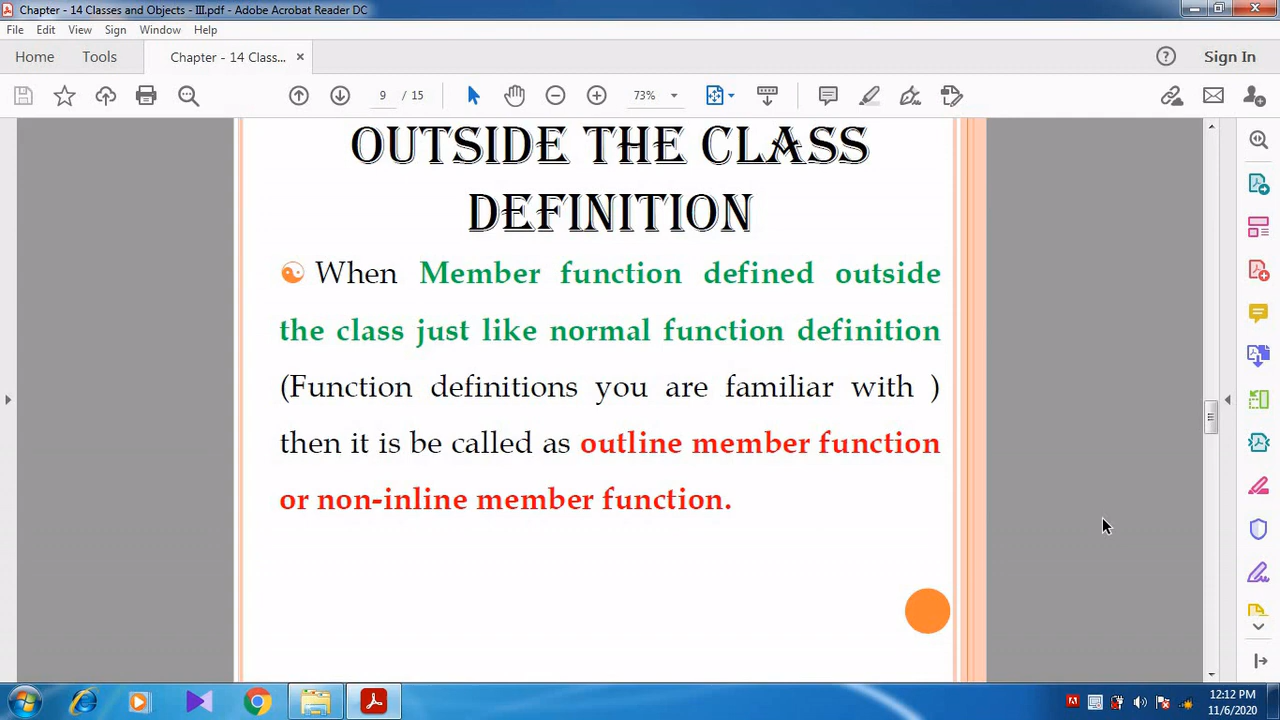 Chapter - 14 Classes and Objects - III.pdf - Adobe Acrobat Reader DC
File Edit View Sign Window Help
Home Tools Chapter - 14 Class... × Sign In
9 / 15 73%
OUTSIDE THE CLASS
DEFINITION
When Member function defined outside
the class just like normal function definition
(Function definitions you are familiar with )
then it is be called as outline member function
or non-inline member function.
12:12 PM
11/6/2020